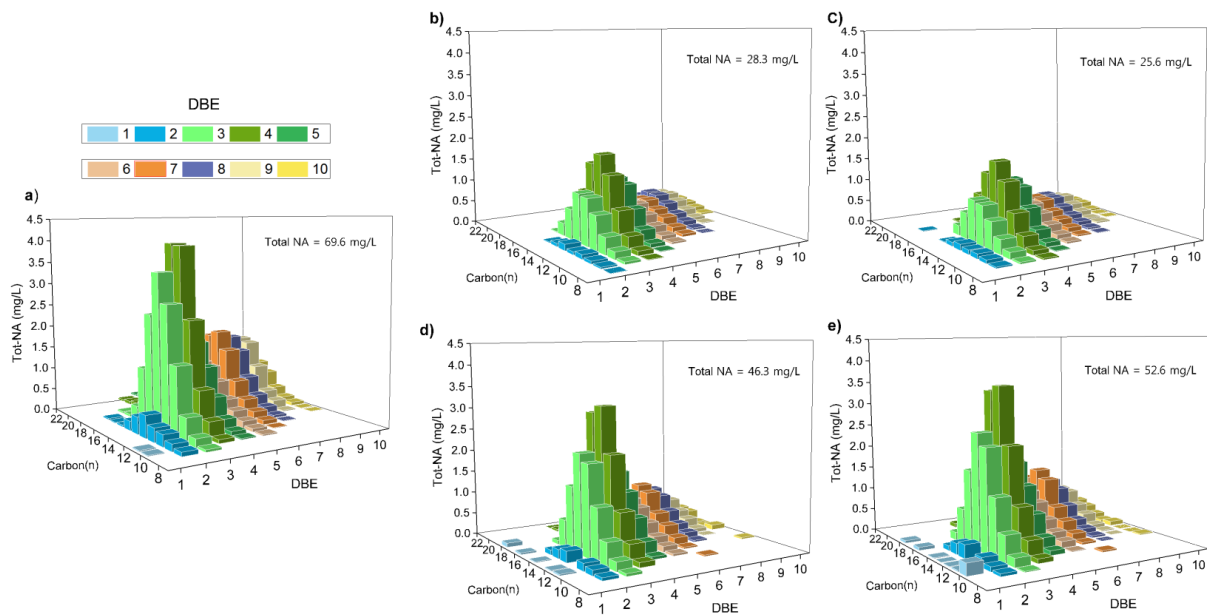 DBE
1 2 3 4 5
6 7 8 9 10
a)
4.5
4.0
3.5
3.0
2.5
2.0
1.5
1.0
0.5
0.0
Tot-NA (mg/L)
Total NA = 69.6 mg/L
22 20 18 16 14 12 10 8
Carbon(n)
1 2 3 4 5 6 7 8 9 10
DBE
b)
4.5
4.0
3.5
3.0
2.5
2.0
1.5
1.0
0.5
0.0
Tot-NA (mg/L)
Total NA = 28.3 mg/L
22 20 18 16 14 12 10 8
Carbon(n)
1 2 3 4 5 6 7 8 9 10
DBE
C)
4.5
4.0
3.5
3.0
2.5
2.0
1.5
1.0
0.5
0.0
Tot-NA (mg/L)
Total NA = 25.6 mg/L
22 20 18 16 14 12 10 8
Carbon(n)
1 2 3 4 5 6 7 8 9 10
DBE
d)
4.5
4.0
3.5
3.0
2.5
2.0
1.5
1.0
0.5
0.0
Tot-NA (mg/L)
Total NA = 46.3 mg/L
22 20 18 16 14 12 10 8
Carbon(n)
1 2 3 4 5 6 7 8 9 10
DBE
e)
4.5
4.0
3.5
3.0
2.5
2.0
1.5
1.0
0.5
0.0
Tot-NA (mg/L)
Total NA = 52.6 mg/L
22 20 18 16 14 12 10 8
Carbon(n)
1 2 3 4 5 6 7 8 9 10
DBE